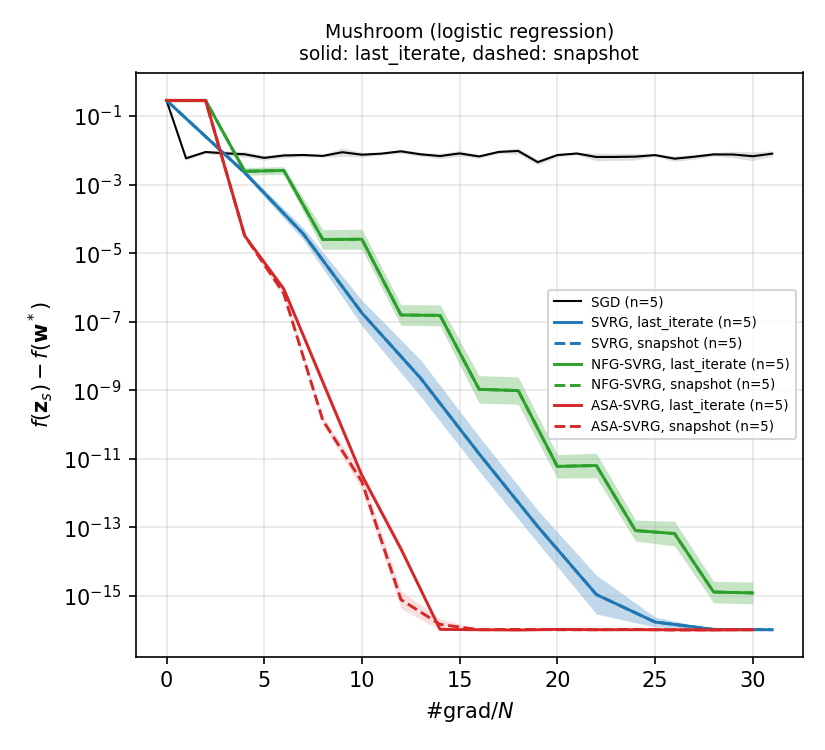 Mushroom (logistic regression)
solid: last_iterate, dashed: snapshot
f(𝐳ₛ) − f(𝐰*)
10⁻¹
10⁻³
10⁻⁵
10⁻⁷
10⁻⁹
10⁻¹¹
10⁻¹³
10⁻¹⁵
SGD (n=5)
SVRG, last_iterate (n=5)
SVRG, snapshot (n=5)
NFG-SVRG, last_iterate (n=5)
NFG-SVRG, snapshot (n=5)
ASA-SVRG, last_iterate (n=5)
ASA-SVRG, snapshot (n=5)
0 5 10 15 20 25 30
#grad/N